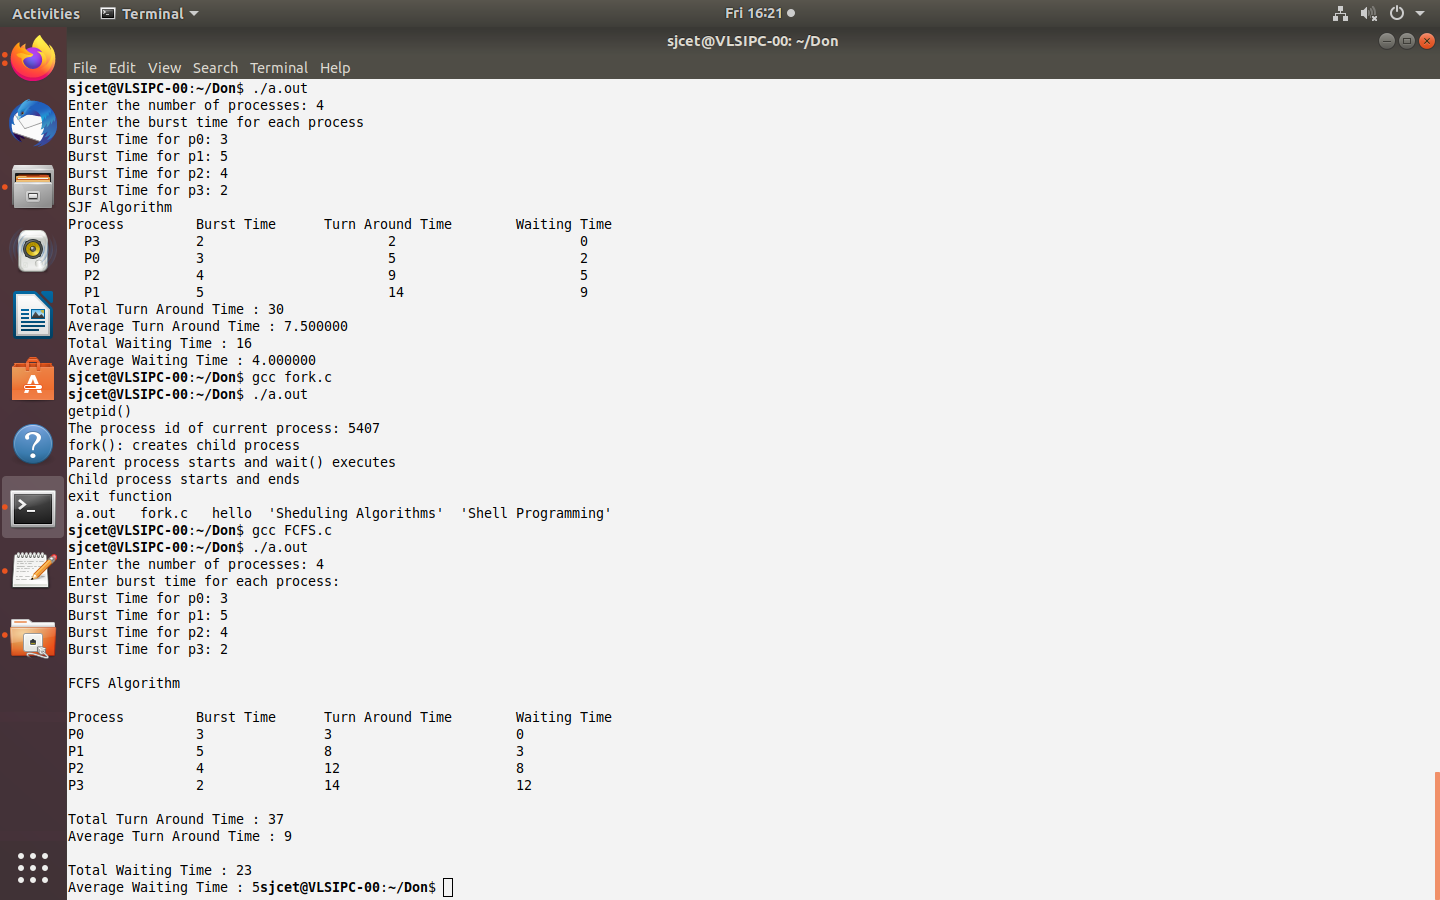 Activities Terminal Fri 16:21
sjcet@VLSIPC-00: ~/Don
File Edit View Search Terminal Help
sjcet@VLSIPC-00:~/Don$ ./a.out
Enter the number of processes: 4
Enter the burst time for each process
Burst Time for p0: 3
Burst Time for p1: 5
Burst Time for p2: 4
Burst Time for p3: 2
SJF Algorithm
Process Burst Time Turn Around Time Waiting Time
P3 2 2 0
P0 3 5 2
P2 4 9 5
P1 5 14 9
Total Turn Around Time : 30
Average Turn Around Time : 7.500000
Total Waiting Time : 16
Average Waiting Time : 4.000000
sjcet@VLSIPC-00:~/Don$ gcc fork.c
sjcet@VLSIPC-00:~/Don$ ./a.out
getpid()
The process id of current process: 5407
fork(): creates child process
Parent process starts and wait() executes
Child process starts and ends
exit function
a.out fork.c hello 'Sheduling Algorithms' 'Shell Programming'
sjcet@VLSIPC-00:~/Don$ gcc FCFS.c
sjcet@VLSIPC-00:~/Don$ ./a.out
Enter the number of processes: 4
Enter burst time for each process:
Burst Time for p0: 3
Burst Time for p1: 5
Burst Time for p2: 4
Burst Time for p3: 2
FCFS Algorithm
Process Burst Time Turn Around Time Waiting Time
P0 3 3 0
P1 5 8 3
P2 4 12 8
P3 2 14 12
Total Turn Around Time : 37
Average Turn Around Time : 9
Total Waiting Time : 23
Average Waiting Time : 5sjcet@VLSIPC-00:~/Don$